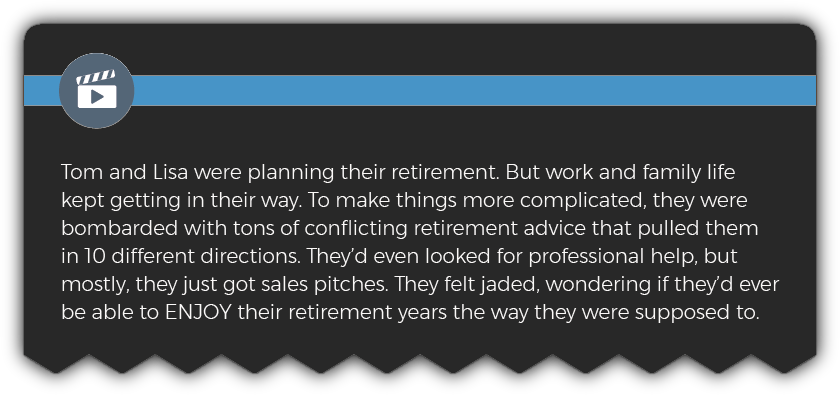 Tom and Lisa were planning their retirement. But work and family life
kept getting in their way. To make things more complicated, they were
bombarded with tons of conflicting retirement advice that pulled them
in 10 different directions. They’d even looked for professional help, but
mostly, they just got sales pitches. They felt jaded, wondering if they’d ever
be able to ENJOY their retirement years the way they were supposed to.